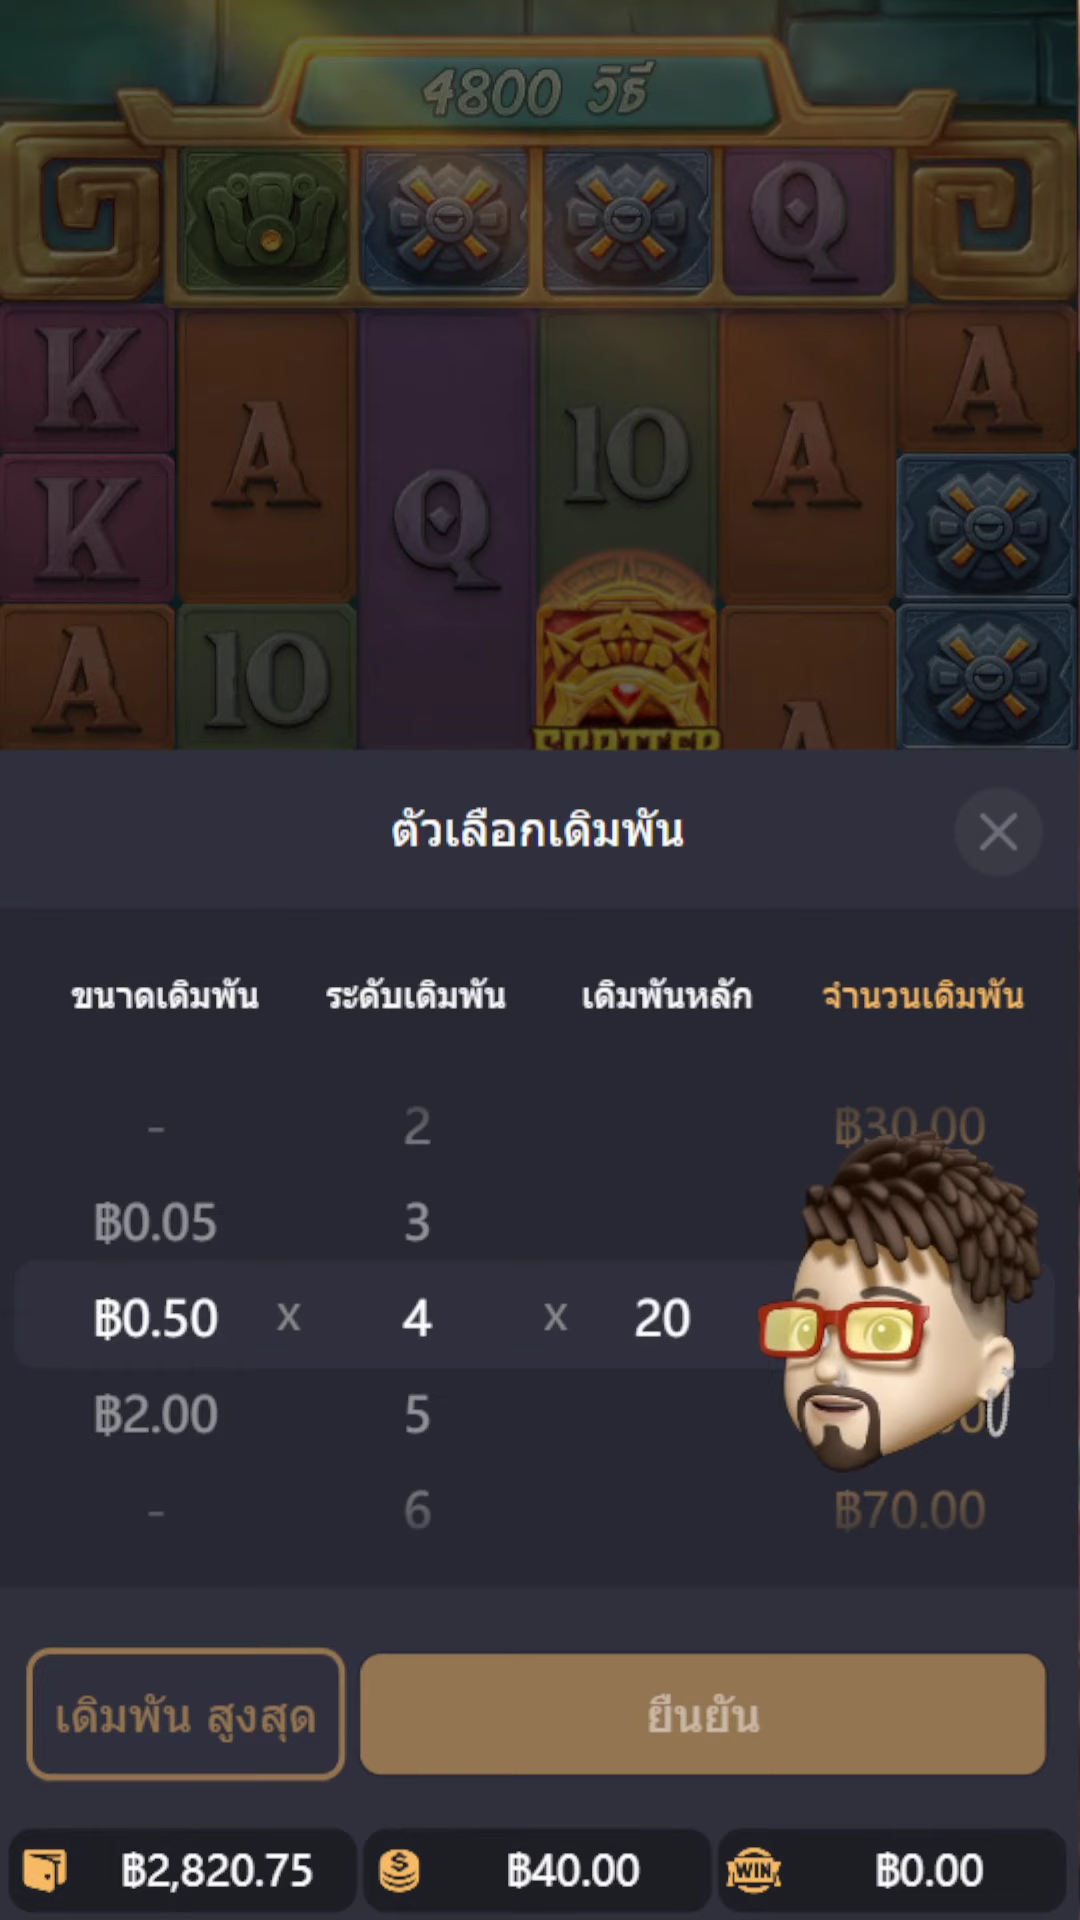 4800 วิธี
Q
K A Q 10 A A
K
A 10 SCATTER A
ตัวเลือกเดิมพัน
ขนาดเดิมพัน ระดับเดิมพัน เดิมพันหลัก จำนวนเดิมพัน
- 2 ฿30.00
฿0.05 3
฿0.50 x 4 x 20
฿2.00 5
- 6 ฿70.00
เดิมพัน สูงสุด ยืนยัน
฿2,820.75 ฿40.00 WIN ฿0.00